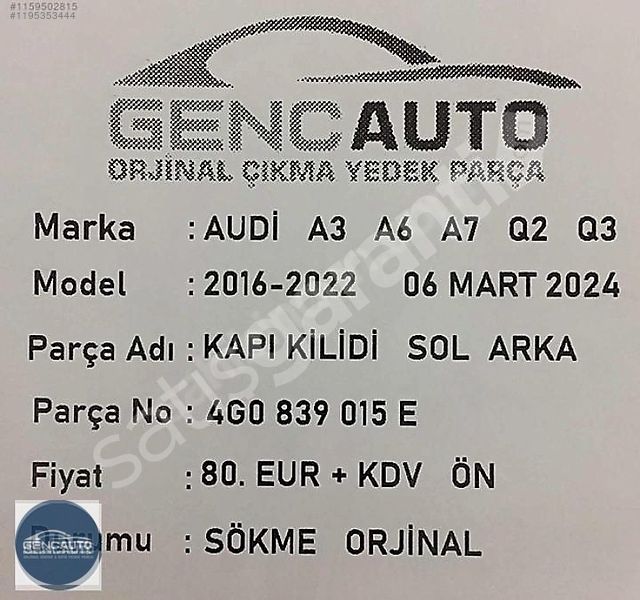 #1159502815
#1195353444
GENCAUTO
ORJİNAL ÇIKMA YEDEK PARÇA
Marka : AUDİ A3 A6 A7 Q2 Q3
Model : 2016-2022 06 MART 2024
Parça Adı : KAPI KİLİDİ SOL ARKA
Parça No : 4G0 839 015 E
Fiyat : 80. EUR + KDV ÖN
: SÖKME ORJİNAL
GENCAUTO
satışgaranti